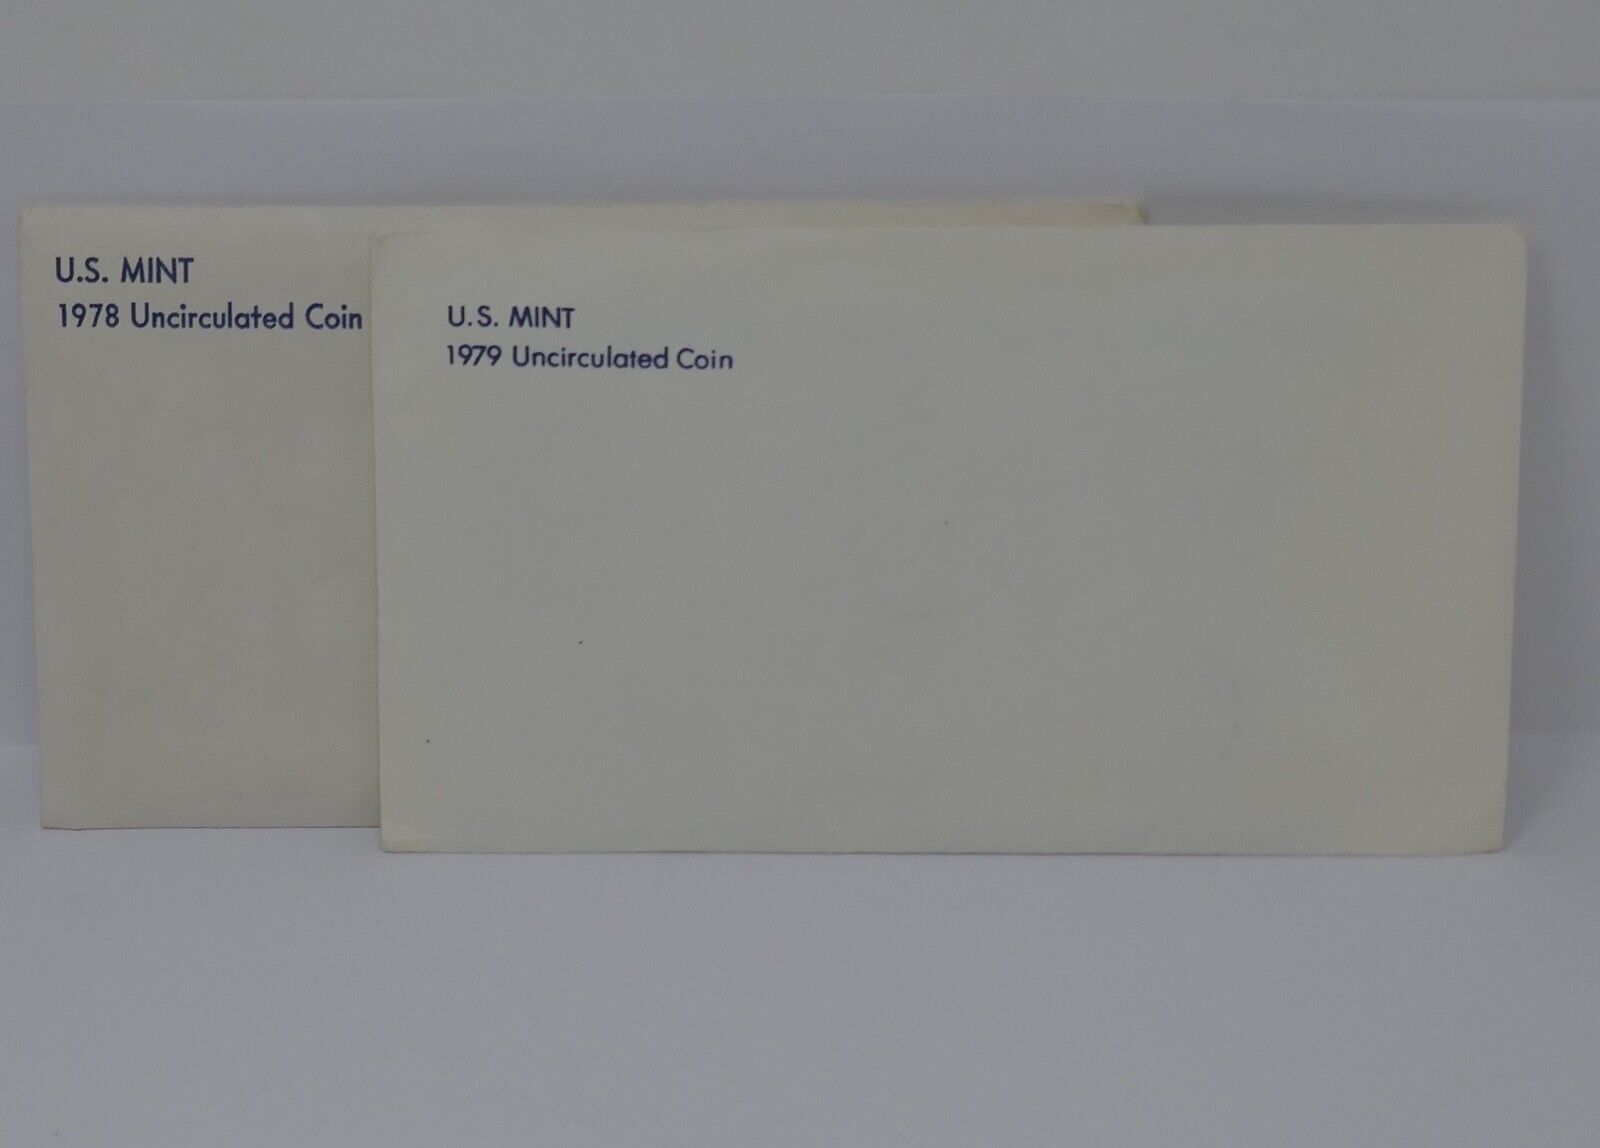 U.S. MINT
1978 Uncirculated Coin
U.S. MINT
1979 Uncirculated Coin